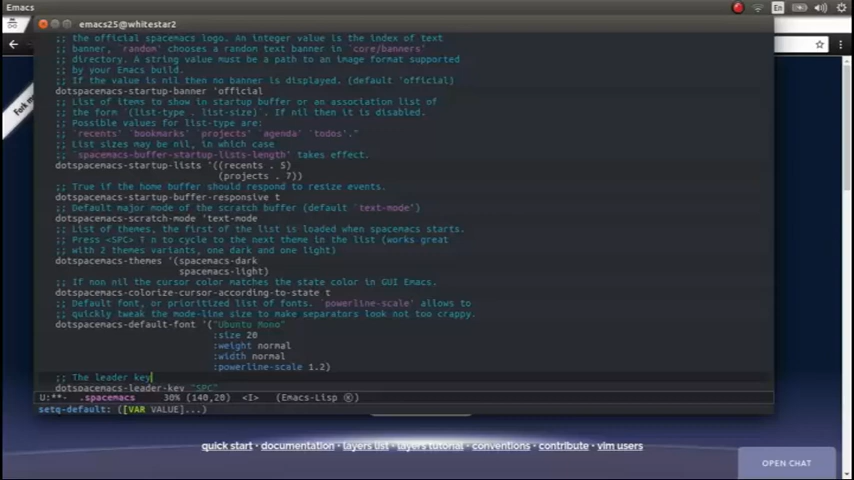 Emacs
En
emacs25@whitestar2
Fork me
;; the official spacemacs logo. An integer value is the index of text
;; banner, `random' chooses a random text banner in `core/banners'
;; directory. A string value must be a path to an image format supported
;; by your Emacs build.
;; If the value is nil then no banner is displayed. (default 'official)
dotspacemacs-startup-banner 'official
;; List of items to show in startup buffer or an association list of
;; the form `(list-type . list-size)`. If nil then it is disabled.
;; Possible values for list-type are:
;; `recents' `bookmarks' `projects' `agenda' `todos'."
;; List sizes may be nil, in which case
;; `spacemacs-buffer-startup-lists-length' takes effect.
dotspacemacs-startup-lists '((recents . 5)
(projects . 7))
;; True if the home buffer should respond to resize events.
dotspacemacs-startup-buffer-responsive t
;; Default major mode of the scratch buffer (default `text-mode')
dotspacemacs-scratch-mode 'text-mode
;; List of themes, the first of the list is loaded when spacemacs starts.
;; Press <SPC> T n to cycle to the next theme in the list (works great
;; with 2 themes variants, one dark and one light)
dotspacemacs-themes '(spacemacs-dark
spacemacs-light)
;; If non nil the cursor color matches the state color in GUI Emacs.
dotspacemacs-colorize-cursor-according-to-state t
;; Default font, or prioritized list of fonts. `powerline-scale' allows to
;; quickly tweak the mode-line size to make separators look not too crappy.
dotspacemacs-default-font '("Ubuntu Mono"
:size 20
:weight normal
:width normal
:powerline-scale 1.2)
;; The leader key
dotspacemacs-leader-key "SPC"
U:**- .spacemacs 30% (140,20) <I> (Emacs-Lisp Ⓚ)
setq-default: ([VAR VALUE]...)
quick start · documentation · layers list · layers tutorial · conventions · contribute · vim users
OPEN CHAT